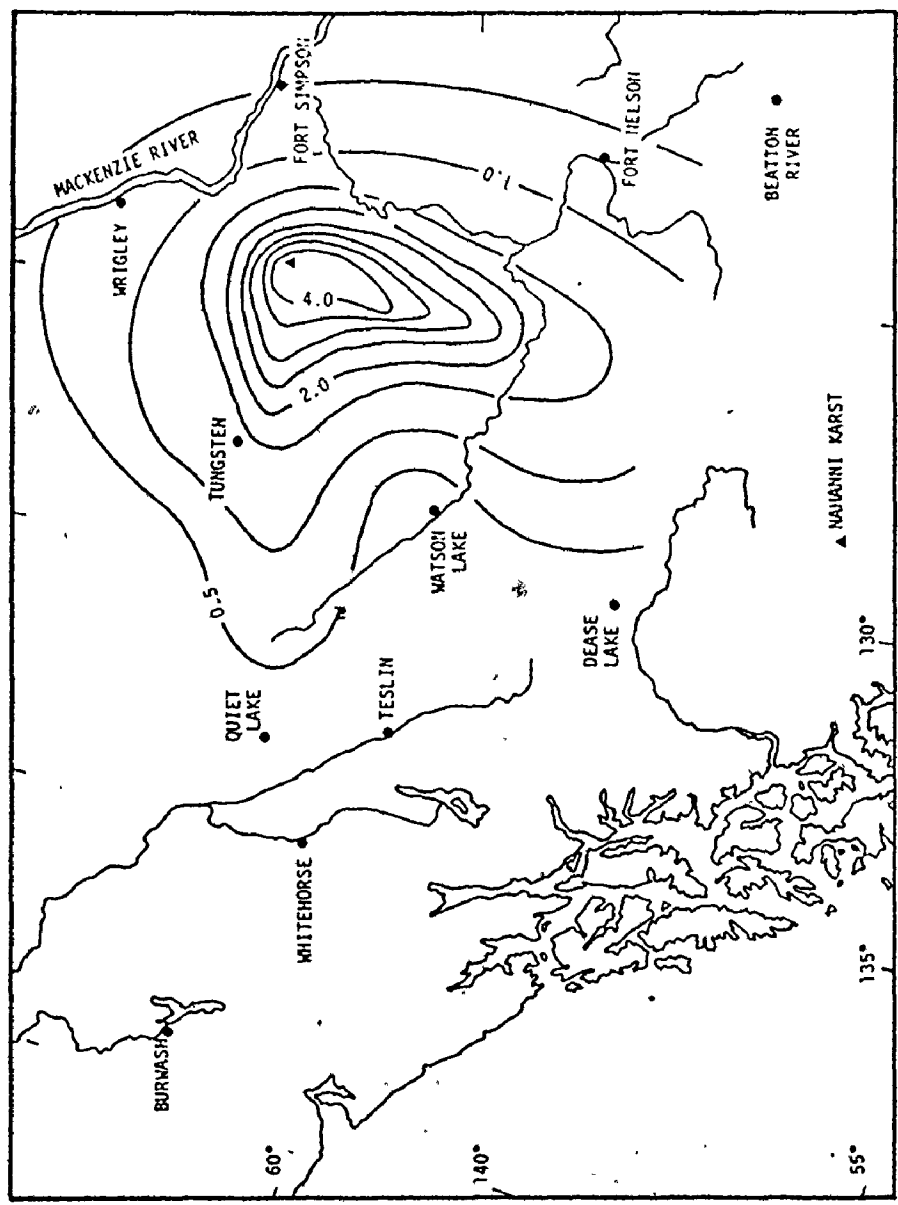 BURWASH
WHITEHORSE
QUIET
LAKE
TESLIN
TUNGSTEN
WATSON
LAKE
DEASE
LAKE
WRIGLEY
MACKENZIE RIVER
FORT SIMPSON
FORT NELSON
BEATTON
RIVER
0.5
1.0
2.0
4.0
▲ NAHANNI KARST
60°
140°
55°
135°
130°